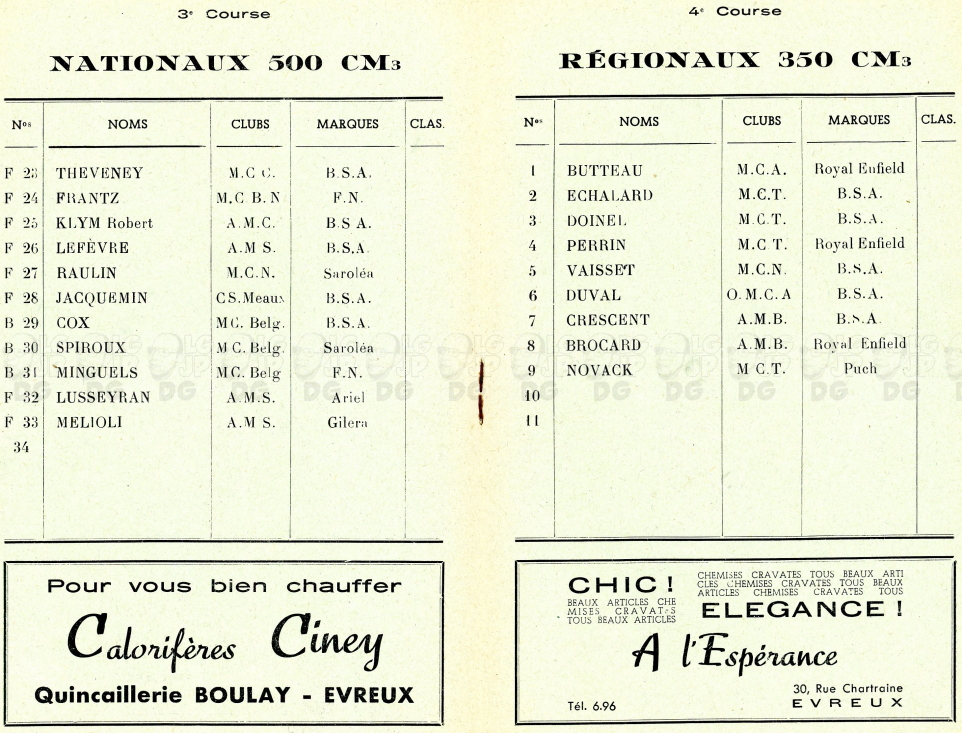 3e Course
NATIONAUX 500 CM3
Nos NOMS CLUBS MARQUES CLAS.
F 23 THEVENEY M.C C. B.S.A.
F 24 FRANTZ M.C B.N F.N.
F 25 KLYM Robert A.M.C. B.S A.
F 26 LEFÈVRE A.M S. B.S.A.
F 27 RAULIN M.C.N. Saroléa
F 28 JACQUEMIN CS.Meaux B.S.A.
B 29 COX MC. Belg. B.S.A.
B 30 SPIROUX MC. Belg. Saroléa
B 31 MINGUELS MC. Belg F.N.
F 32 LUSSEYRAN A.M.S. Ariel
F 33 MELIOLI A.M S. Gilera
34
Pour vous bien chauffer
Calorifères Ciney
Quincaillerie BOULAY - EVREUX
4e Course
RÉGIONAUX 350 CM3
Nos NOMS CLUBS MARQUES CLAS.
1 BUTTEAU M.C.A. Royal Enfield
2 ECHALARD M.C.T. B.S.A.
3 DOINEL M.C.T. B.S.A.
4 PERRIN M.C T. Royal Enfield
5 VAISSET M.C.N. B.S.A.
6 DUVAL O.M.C.A B.S.A.
7 CRESCENT A.M.B. B.S.A.
8 BROCARD A.M.B. Royal Enfield
9 NOVACK M C.T. Puch
10
11
CHIC !
BEAUX ARTICLES CHE
MISES CRAVATES
TOUS BEAUX ARTICLES
CHEMISES CRAVATES TOUS BEAUX ARTI
CLES CHEMISES CRAVATES TOUS BEAUX
ARTICLES CHEMISES CRAVATES TOUS
ELEGANCE !
A l'Espérance
30, Rue Chartraine
Tél. 6.96 EVREUX